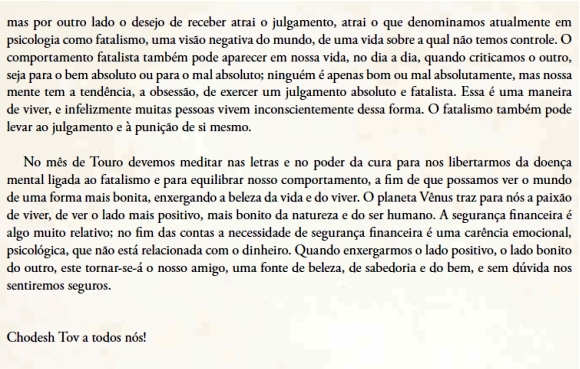 mas por outro lado o desejo de receber atrai o julgamento, atrai o que denominamos atualmente em
psicologia como fatalismo, uma visão negativa do mundo, de uma vida sobre a qual não temos controle. O
comportamento fatalista também pode aparecer em nossa vida, no dia a dia, quando criticamos o outro,
seja para o bem absoluto ou para o mal absoluto; ninguém é apenas bom ou mal absolutamente, mas nossa
mente tem a tendência, a obsessão, de exercer um julgamento absoluto e fatalista. Essa é uma maneira
de viver, e infelizmente muitas pessoas vivem inconscientemente dessa forma. O fatalismo também pode
levar ao julgamento e à punição de si mesmo.
No mês de Touro devemos meditar nas letras e no poder da cura para nos libertarmos da doença
mental ligada ao fatalismo e para equilibrar nosso comportamento, a fim de que possamos ver o mundo
de uma forma mais bonita, enxergando a beleza da vida e do viver. O planeta Vênus traz para nós a paixão
de viver, de ver o lado mais positivo, mais bonito da natureza e do ser humano. A segurança financeira é
algo muito relativo; no fim das contas a necessidade de segurança financeira é uma carência emocional,
psicológica, que não está relacionada com o dinheiro. Quando enxergarmos o lado positivo, o lado bonito
do outro, este tornar-se-á o nosso amigo, uma fonte de beleza, de sabedoria e do bem, e sem dúvida nos
sentiremos seguros.
Chodesh Tov a todos nós!